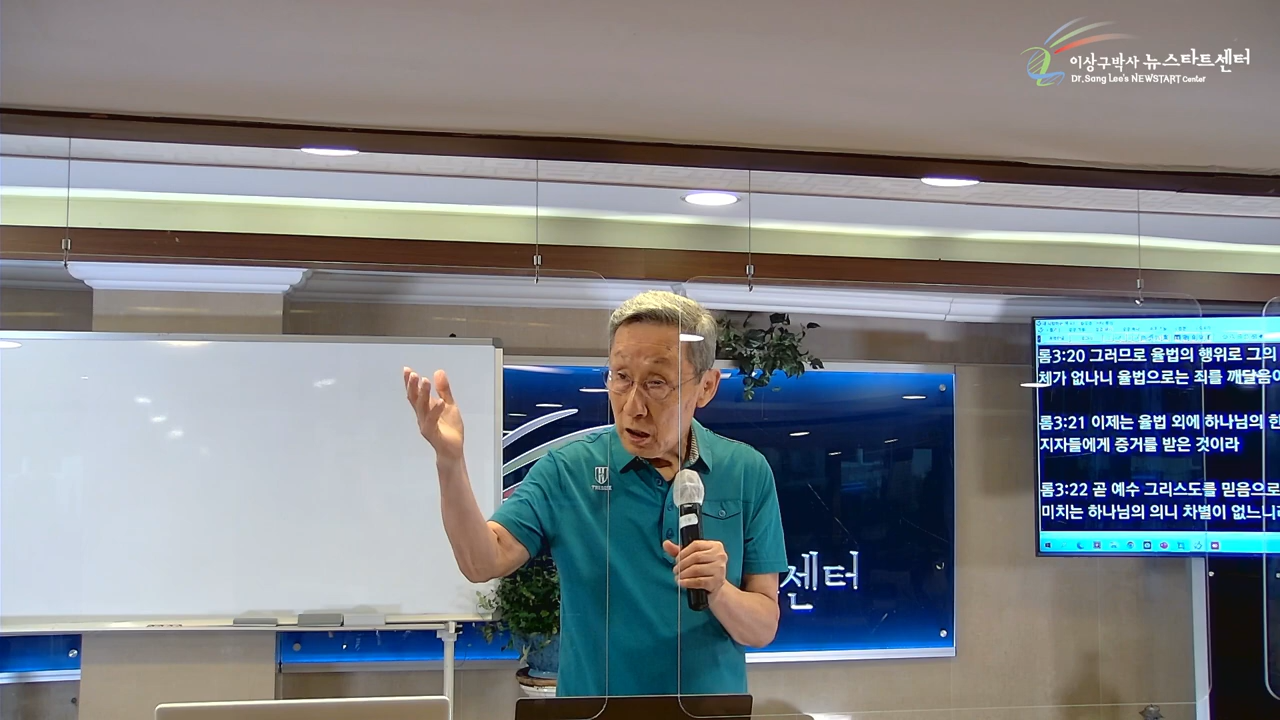 이상구박사 뉴스타트센터
Dr. Sang Lee's NEWSTART Center
롬3:20 그러므로 율법의 행위로 그의
체가 없나니 율법으로는 죄를 깨달음이
롬3:21 이제는 율법 외에 하나님의 한
지자들에게 증거를 받은 것이라
롬3:22 곧 예수 그리스도를 믿음으로
미치는 하나님의 의니 차별이 없느니라
센터